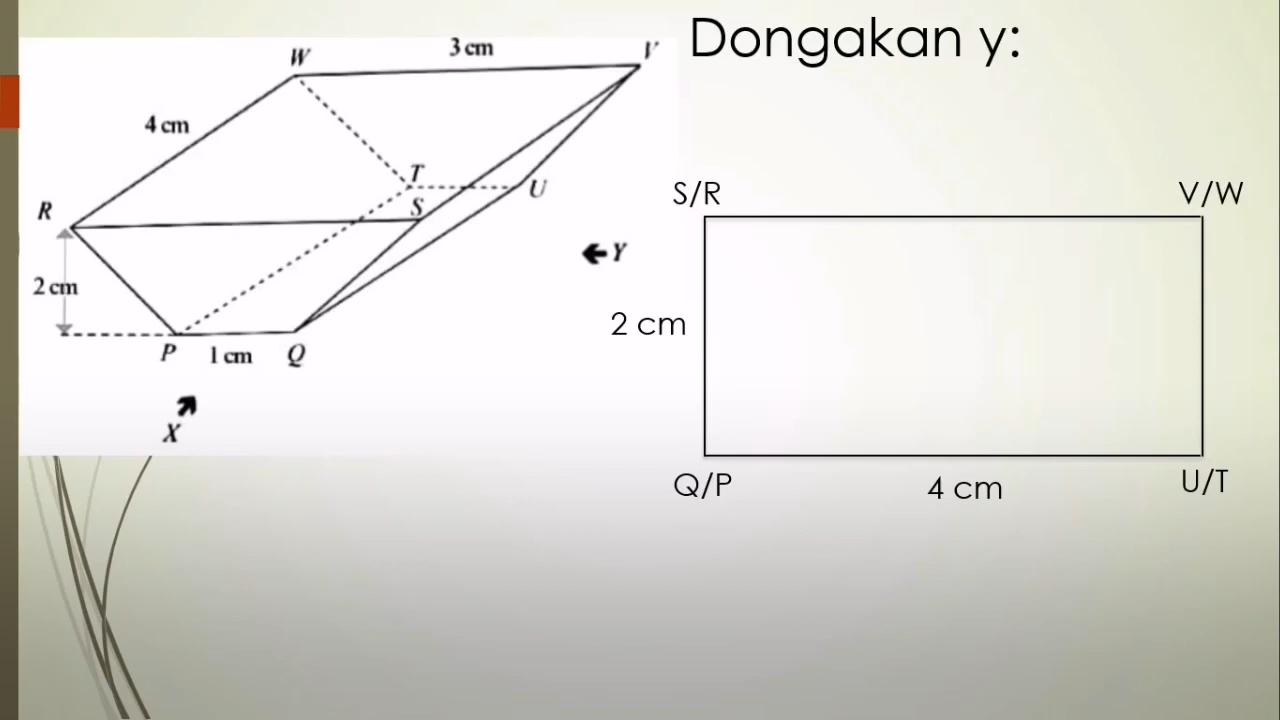 Dongakan y:
W
3 cm
V
4 cm
T
U
R
S
2 cm
Y
P
1 cm
Q
X
S/R
V/W
2 cm
Q/P
4 cm
U/T